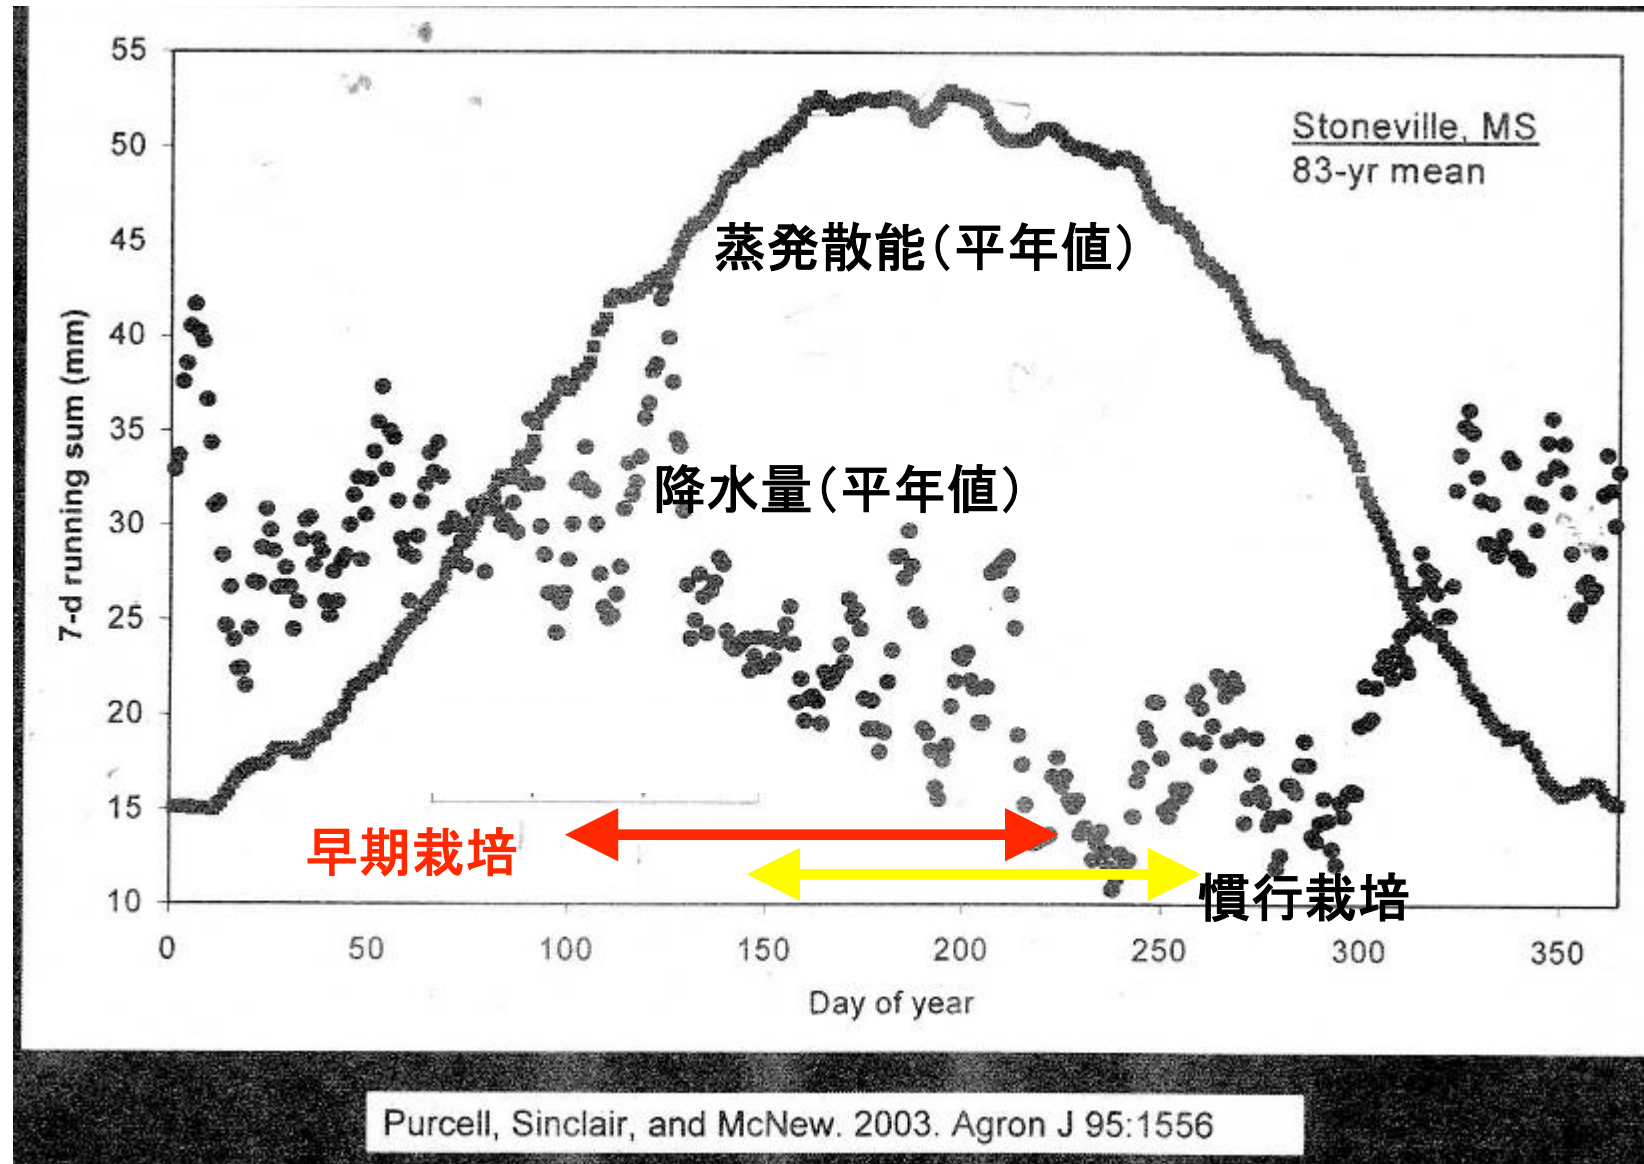 55
50
45
40
35
30
25
20
15
10
7-d running sum (mm)
Stoneville, MS
83-yr mean
蒸発散能(平年値)
降水量(平年値)
早期栽培
慣行栽培
0 50 100 150 200 250 300 350
Day of year
Purcell, Sinclair, and McNew. 2003. Agron J 95:1556